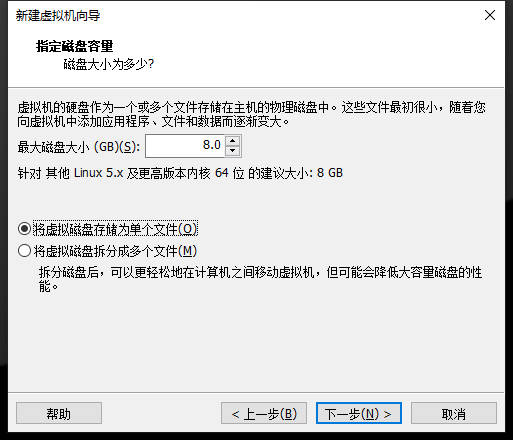 新建虚拟机向导
指定磁盘容量
磁盘大小为多少?
虚拟机的硬盘作为一个或多个文件存储在主机的物理磁盘中。这些文件最初很小，随着您
向虚拟机中添加应用程序、文件和数据而逐渐变大。
最大磁盘大小 (GB)(S): 8.0
针对 其他 Linux 5.x 及更高版本内核 64 位 的建议大小: 8 GB
将虚拟磁盘存储为单个文件(O)
将虚拟磁盘拆分成多个文件(M)
拆分磁盘后，可以更轻松地在计算机之间移动虚拟机，但可能会降低大容量磁盘的性
能。
帮助 < 上一步(B) 下一步(N) > 取消